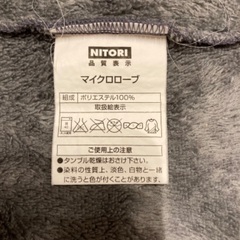 NITORI
品質表示
マイクロローブ
組成 ポリエステル100%
取扱絵表示
ご使用上の注意
●タンブル乾燥はおさけ下さい。
●染料の性質上、淡色、白物と一緒
に洗うと色が付くことがあります。